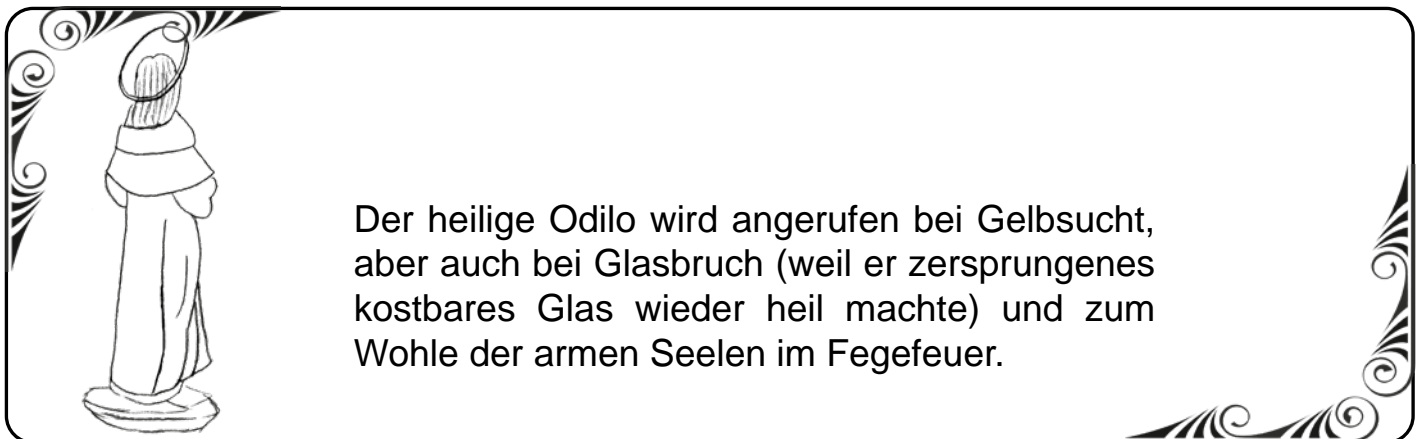 Der heilige Odilo wird angerufen bei Gelbsucht,
aber auch bei Glasbruch (weil er zersprungenes
kostbares Glas wieder heil machte) und zum
Wohle der armen Seelen im Fegefeuer.